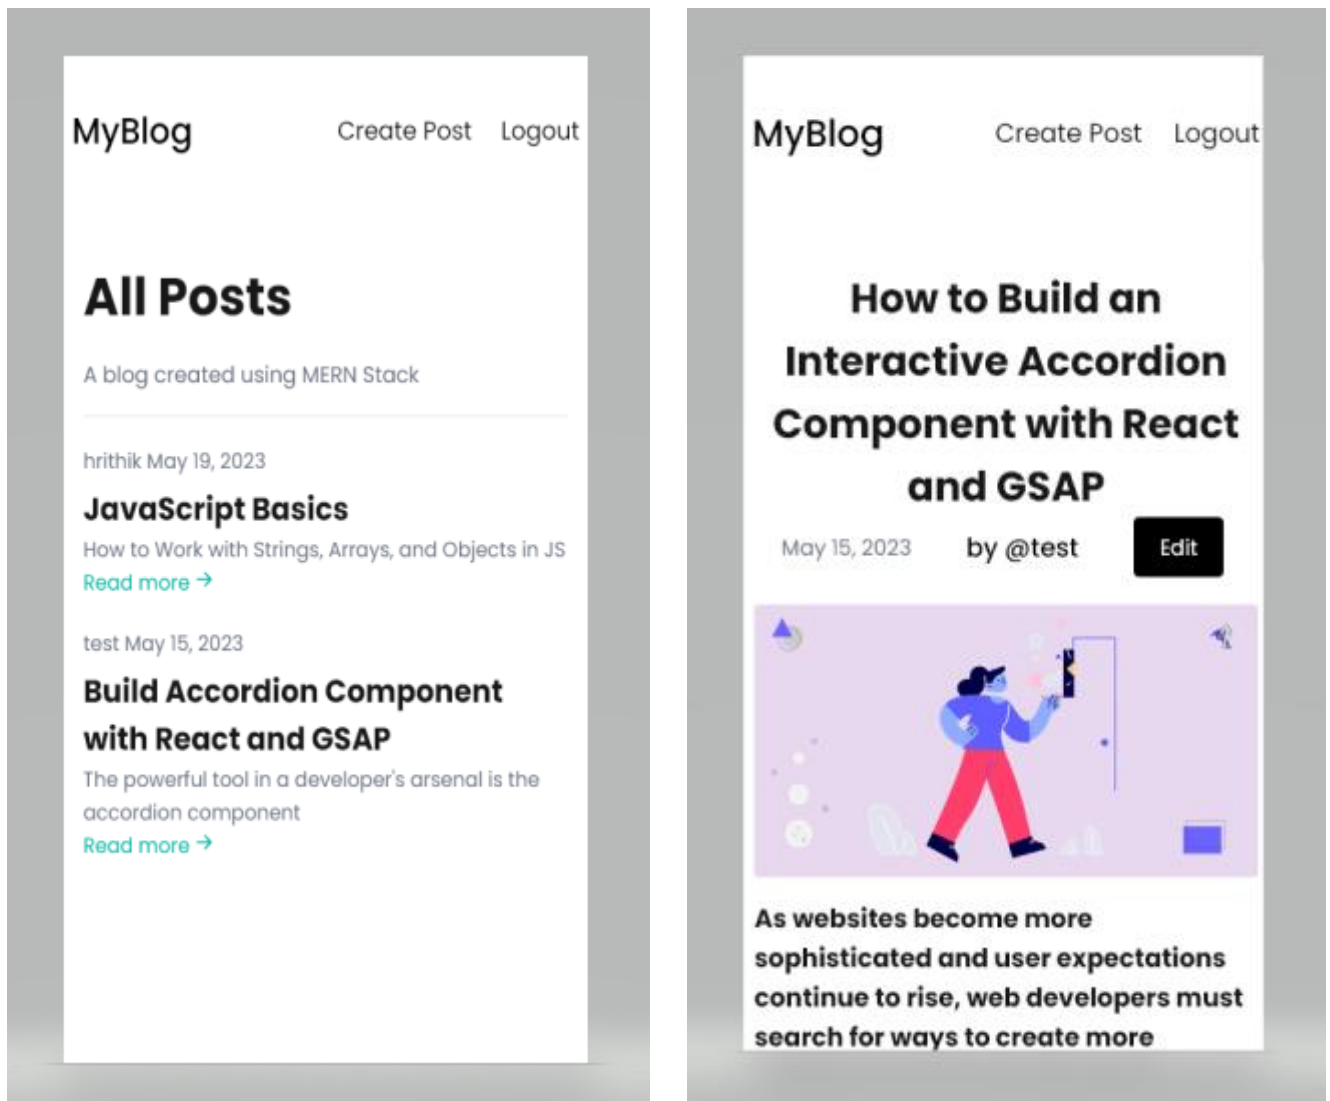 MyBlog
Create Post Logout
All Posts
A blog created using MERN Stack
hrithik May 19, 2023
JavaScript Basics
How to Work with Strings, Arrays, and Objects in JS
Read more →
test May 15, 2023
Build Accordion Component
with React and GSAP
The powerful tool in a developer's arsenal is the
accordion component
Read more →
MyBlog
Create Post Logout
How to Build an
Interactive Accordion
Component with React
and GSAP
May 15, 2023 by @test Edit
As websites become more
sophisticated and user expectations
continue to rise, web developers must
search for ways to create more